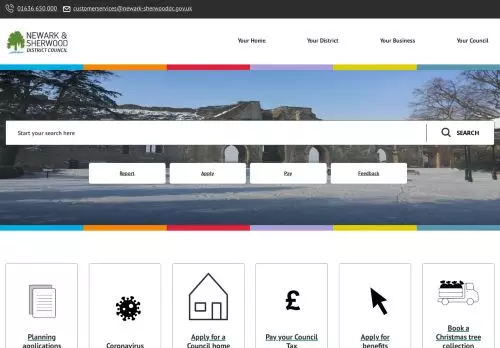 01636 650 000 customerservices@newark-sherwooddc.gov.uk
NEWARK &
SHERWOOD
DISTRICT COUNCIL
Your Home Your District Your Business Your Council
Start your search here SEARCH
Report Apply Pay Feedback
Planning
applications
Coronavirus
Apply for a
Council home
£
Pay your Council
Tax
Apply for
benefits
Book a
Christmas tree
collection